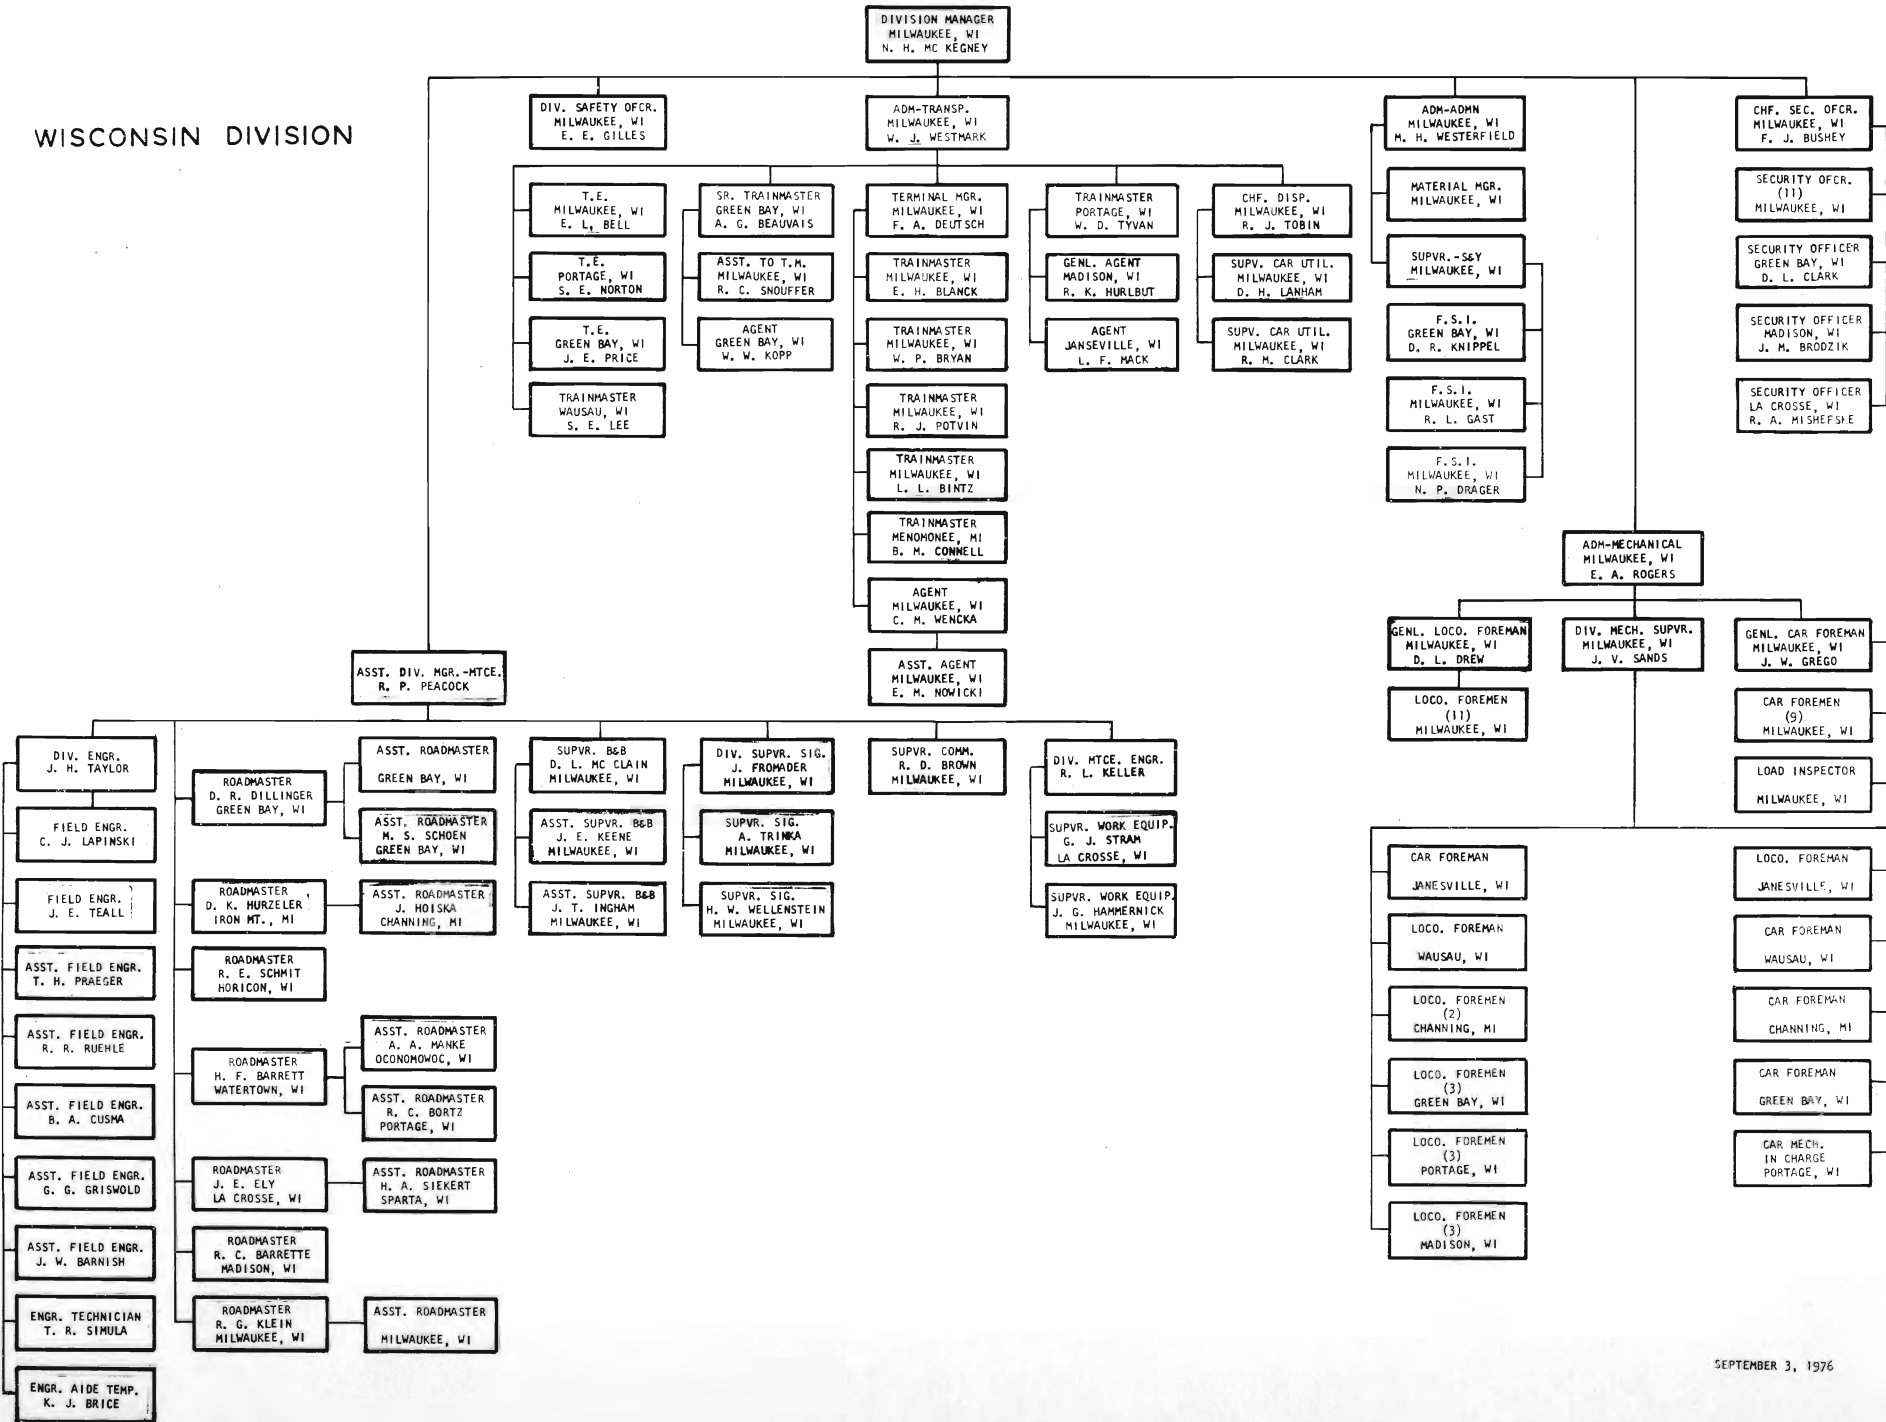 WISCONSIN DIVISION
DIVISION MANAGER
MILWAUKEE, WI
N. H. MC KEGNEY
DIV. SAFETY OFCR.
MILWAUKEE, WI
E. E. GILLES
ADM-TRANSP.
MILWAUKEE, WI
W. J. WESTMARK
ADM-ADMN
MILWAUKEE, WI
M. H. WESTERFIELD
CHF. SEC. OFCR.
MILWAUKEE, WI
F. J. BUSHEY
T.E.
MILWAUKEE, WI
E. L. BELL
T.E.
PORTAGE, WI
S. E. NORTON
T.E.
GREEN BAY, WI
J. E. PRICE
TRAINMASTER
WAUSAU, WI
S. E. LEE
SR. TRAINMASTER
GREEN BAY, WI
A. G. BEAUVAIS
ASST. TO T.M.
MILWAUKEE, WI
R. C. SNOUFFER
AGENT
GREEN BAY, WI
W. W. KOPP
TERMINAL MGR.
MILWAUKEE, WI
F. A. DEUTSCH
TRAINMASTER
MILWAUKEE, WI
E. H. BLANCK
TRAINMASTER
MILWAUKEE, WI
W. P. BRYAN
TRAINMASTER
MILWAUKEE, WI
R. J. POTVIN
TRAINMASTER
MILWAUKEE, WI
L. L. BINTZ
TRAINMASTER
MENOMONEE, MI
B. M. CONNELL
AGENT
MILWAUKEE, WI
C. M. WENCKA
ASST. AGENT
MILWAUKEE, WI
E. M. NOWICKI
TRAINMASTER
PORTAGE, WI
W. D. TYVAN
GENL. AGENT
MADISON, WI
R. K. HURLBUT
AGENT
JANSEVILLE, WI
L. F. MACK
CHF. DISP.
MILWAUKEE, WI
R. J. TOBIN
SUPV. CAR UTIL.
MILWAUKEE, WI
D. H. LANHAM
SUPV. CAR UTIL.
MILWAUKEE, WI
R. M. CLARK
MATERIAL MGR.
MILWAUKEE, WI
SUPVR.-S&Y
MILWAUKEE, WI
F.S.I.
GREEN BAY, WI
D. R. KNIPPEL
F.S.I.
MILWAUKEE, WI
R. L. GAST
F.S.I.
MILWAUKEE, WI
N. P. DRAGER
SECURITY OFCR.
(11)
MILWAUKEE, WI
SECURITY OFFICER
GREEN BAY, WI
D. L. CLARK
SECURITY OFFICER
MADISON, WI
J. M. BRODZIK
SECURITY OFFICER
LA CROSSE, WI
R. A. MISHEFSKE
ADM-MECHANICAL
MILWAUKEE, WI
E. A. ROGERS
GENL. LOCO. FOREMAN
MILWAUKEE, WI
D. L. DREW
LOCO. FOREMEN
(11)
MILWAUKEE, WI
DIV. MECH. SUPVR.
MILWAUKEE, WI
J. V. SANDS
GENL. CAR FOREMAN
MILWAUKEE, WI
J. W. GREGO
CAR FOREMEN
(9)
MILWAUKEE, WI
LOAD INSPECTOR
MILWAUKEE, WI
CAR FOREMAN
JANESVILLE, WI
LOCO. FOREMAN
WAUSAU, WI
LOCO. FOREMEN
(2)
CHANNING, MI
LOCO. FOREMEN
(3)
GREEN BAY, WI
LOCO. FOREMEN
(3)
PORTAGE, WI
LOCO. FOREMEN
(3)
MADISON, WI
LOCO. FOREMAN
JANESVILLE, WI
CAR FOREMAN
WAUSAU, WI
CAR FOREMAN
CHANNING, MI
CAR FOREMAN
GREEN BAY, WI
CAR MECH.
IN CHARGE
PORTAGE, WI
ASST. DIV. MGR.-MTCE.
R. P. PEACOCK
DIV. ENGR.
J. H. TAYLOR
FIELD ENGR.
C. J. LAPINSKI
FIELD ENGR.
J. E. TEALL
ASST. FIELD ENGR.
T. H. PRAEGER
ASST. FIELD ENGR.
R. R. RUEHLE
ASST. FIELD ENGR.
B. A. CUSMA
ASST. FIELD ENGR.
G. G. GRISWOLD
ASST. FIELD ENGR.
J. W. BARNISH
ENGR. TECHNICIAN
T. R. SIMULA
ENGR. AIDE TEMP.
K. J. BRICE
ROADMASTER
D. R. DILLINGER
GREEN BAY, WI
ASST. ROADMASTER
GREEN BAY, WI
ASST. ROADMASTER
M. S. SCHOEN
GREEN BAY, WI
ROADMASTER
D. K. HURZELER
IRON MT., MI
ASST. ROADMASTER
J. HOISKA
CHANNING, MI
ROADMASTER
R. E. SCHMIT
HORICON, WI
ROADMASTER
H. F. BARRETT
WATERTOWN, WI
ASST. ROADMASTER
A. A. MANKE
OCONOMOWOC, WI
ASST. ROADMASTER
R. C. BORTZ
PORTAGE, WI
ROADMASTER
J. E. ELY
LA CROSSE, WI
ASST. ROADMASTER
H. A. SIEKERT
SPARTA, WI
ROADMASTER
R. C. BARRETTE
MADISON, WI
ROADMASTER
R. G. KLEIN
MILWAUKEE, WI
ASST. ROADMASTER
MILWAUKEE, WI
SUPVR. B&B
D. L. MC CLAIN
MILWAUKEE, WI
ASST. SUPVR. B&B
J. E. KEENE
MILWAUKEE, WI
ASST. SUPVR. B&B
J. T. INGHAM
MILWAUKEE, WI
DIV. SUPVR. SIG.
J. FROMADER
MILWAUKEE, WI
SUPVR. SIG.
A. TRINKA
MILWAUKEE, WI
SUPVR. SIG.
H. W. WELLENSTEIN
MILWAUKEE, WI
SUPVR. COMM.
R. D. BROWN
MILWAUKEE, WI
DIV. MTCE. ENGR.
R. L. KELLER
SUPVR. WORK EQUIP.
G. J. STRAM
LA CROSSE, WI
SUPVR. WORK EQUIP.
J. G. HAMMERNICK
MILWAUKEE, WI
SEPTEMBER 3, 1976